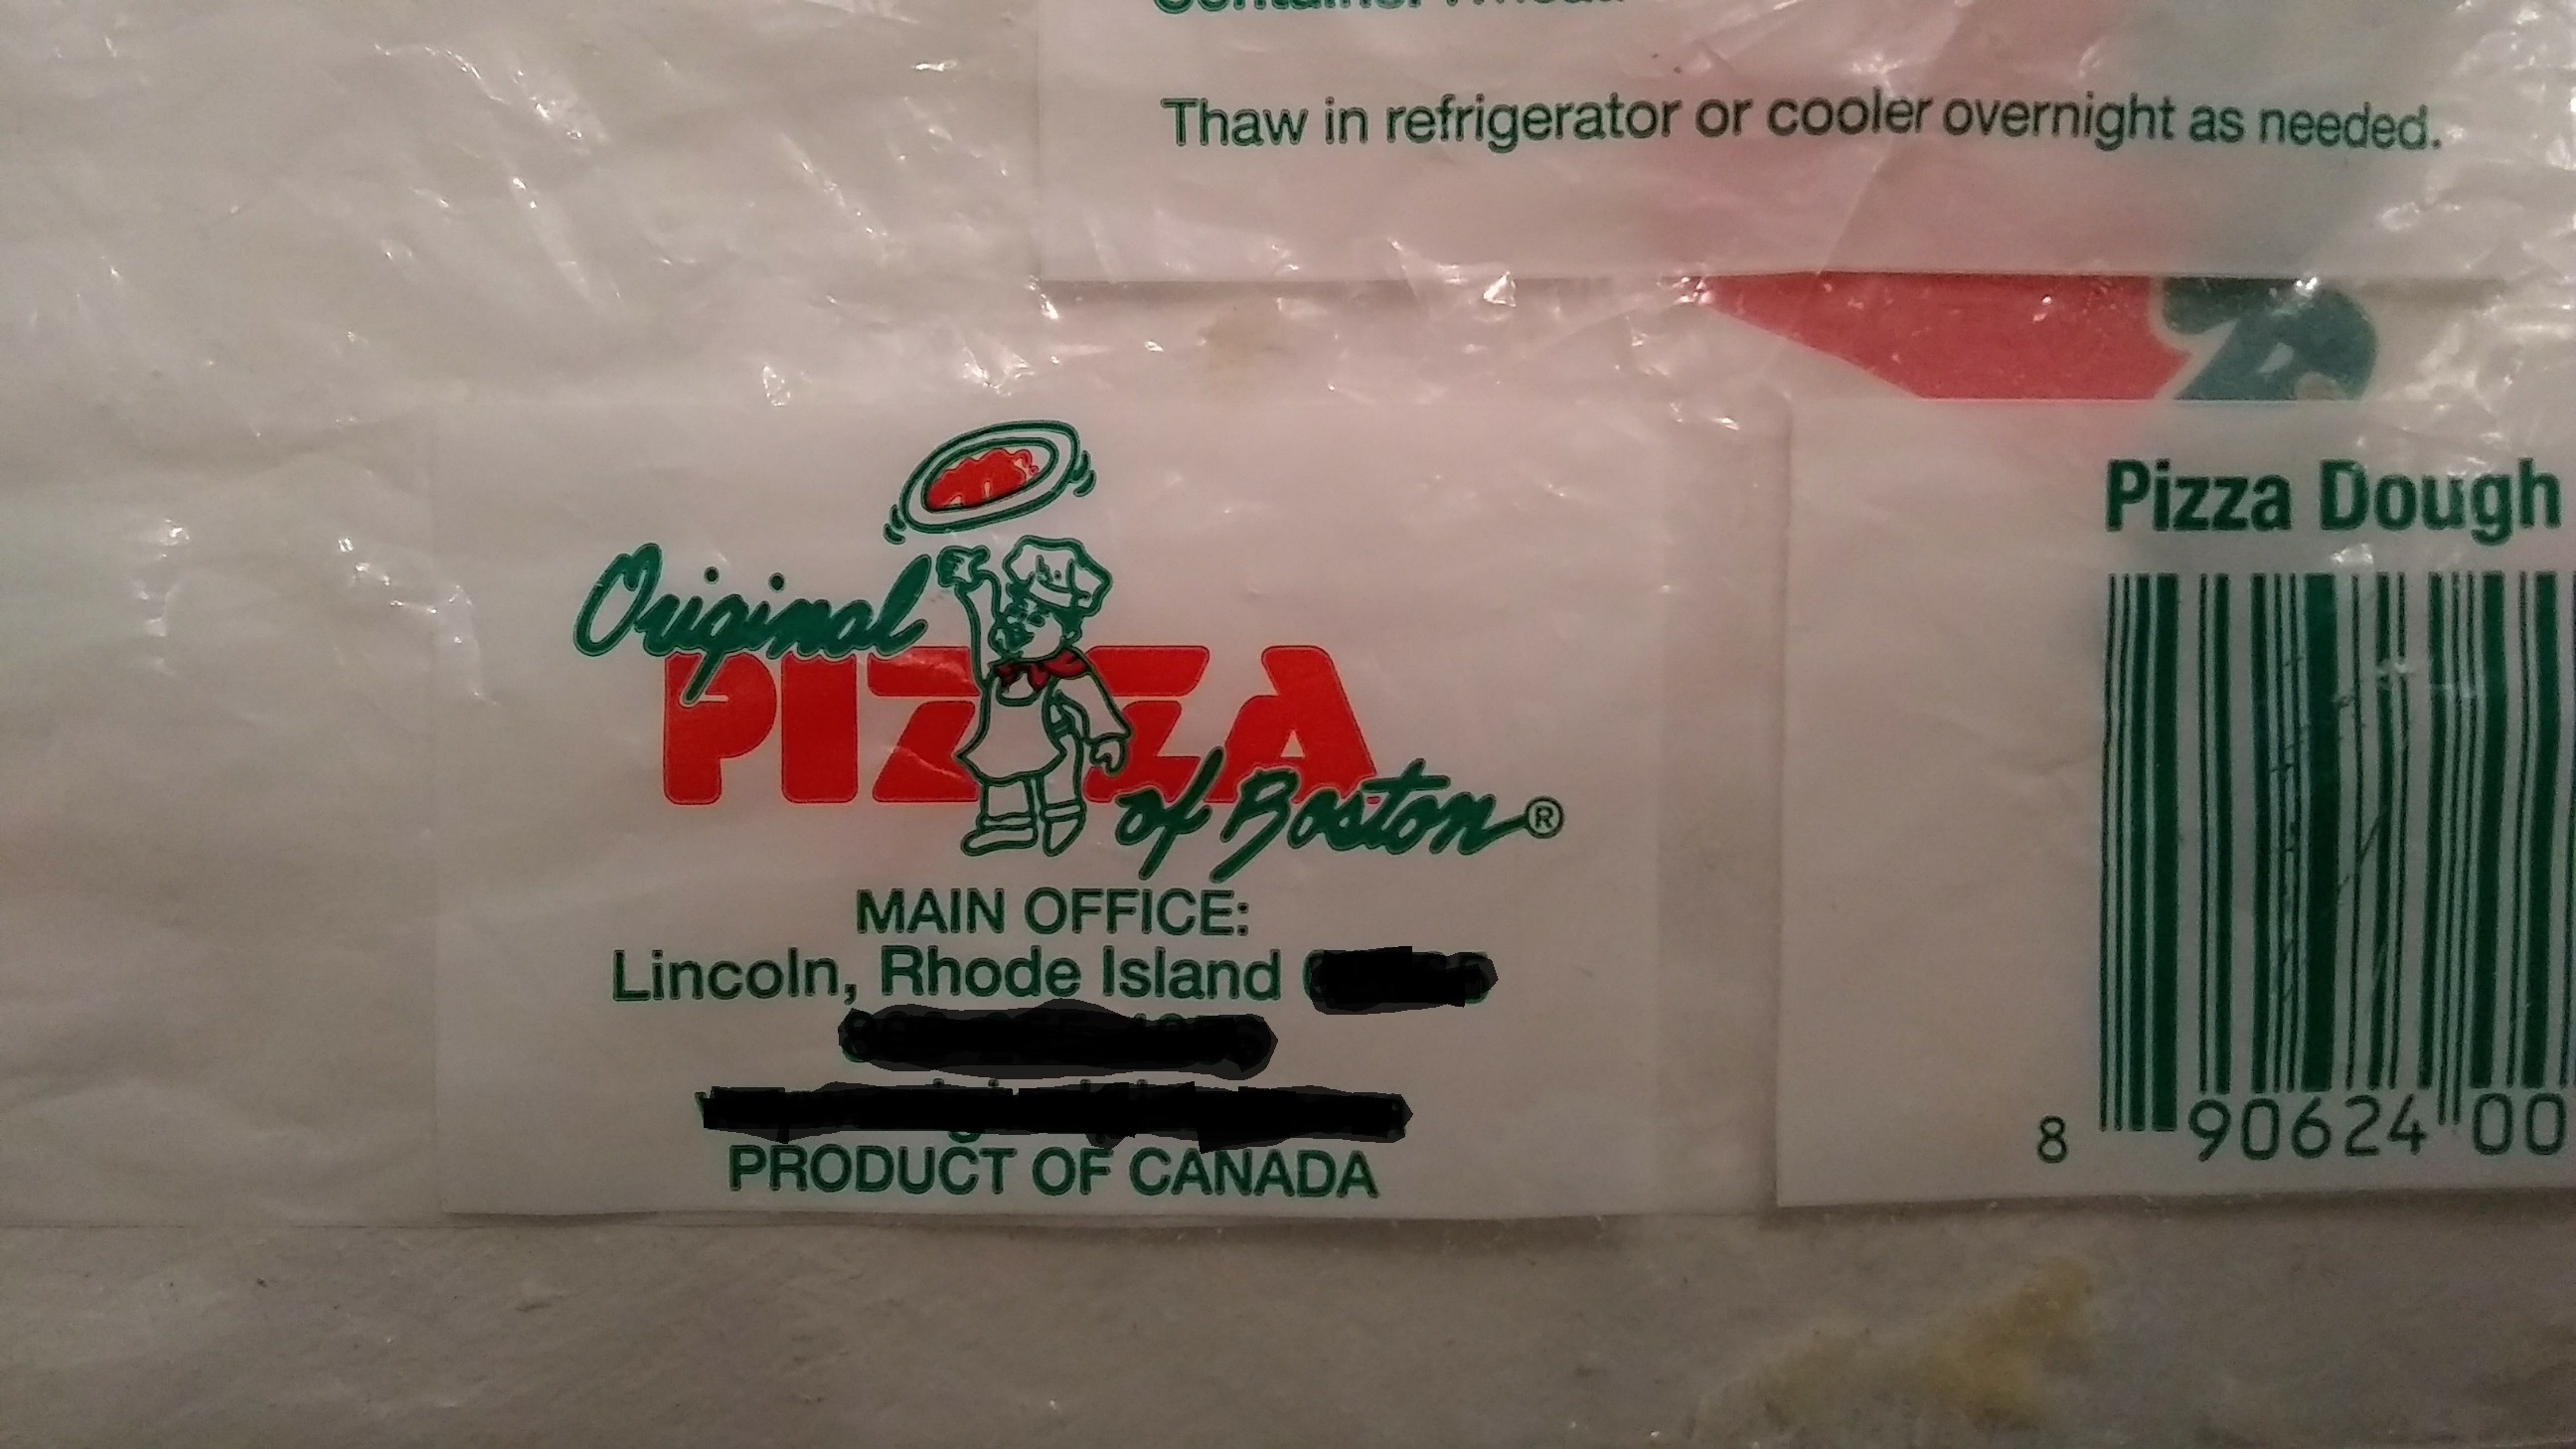 Thaw in refrigerator or cooler overnight as needed.
Original
PIZZA
of Boston®
MAIN OFFICE:
Lincoln, Rhode Island
PRODUCT OF CANADA
Pizza Dough
8 90624 00